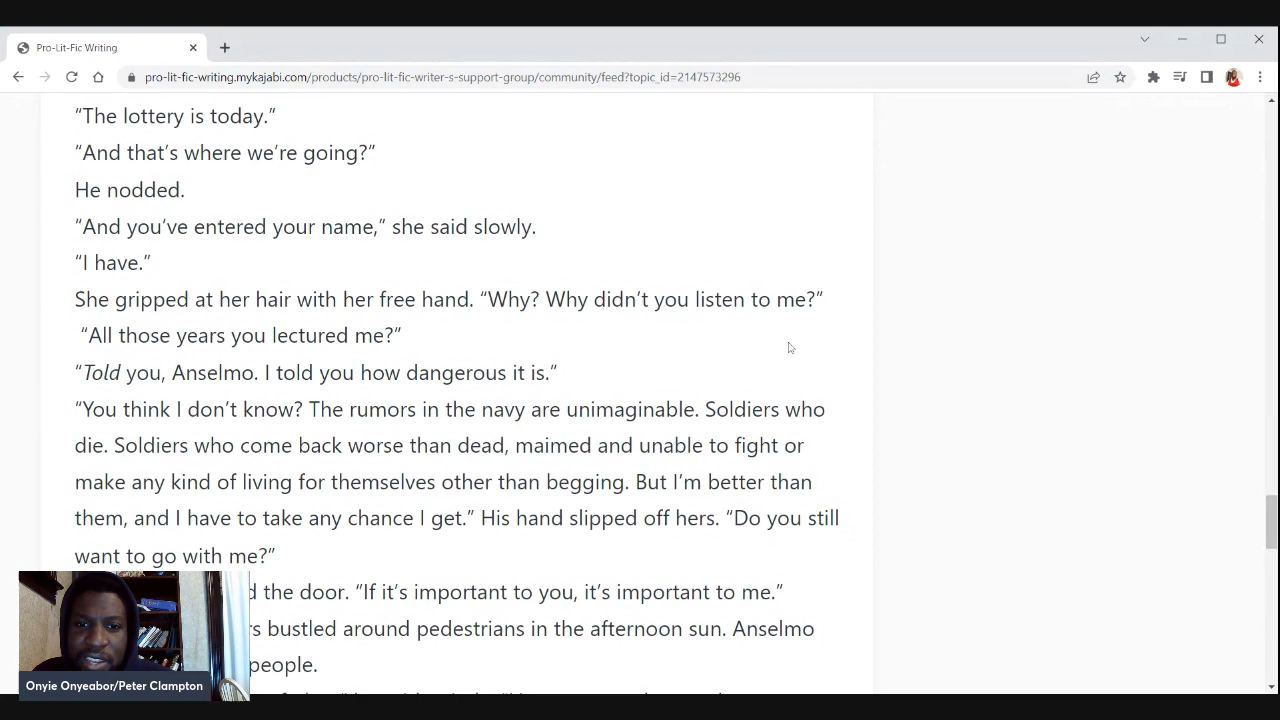 Pro-Lit-Fic Writing
pro-lit-fic-writing.mykajabi.com/products/pro-lit-fic-writer-s-support-group/community/feed?topic_id=2147573296
“The lottery is today.”
“And that’s where we’re going?”
He nodded.
“And you’ve entered your name,” she said slowly.
“I have.”
She gripped at her hair with her free hand. “Why? Why didn’t you listen to me?”
“All those years you lectured me?”
“Told you, Anselmo. I told you how dangerous it is.”
“You think I don’t know? The rumors in the navy are unimaginable. Soldiers who
die. Soldiers who come back worse than dead, maimed and unable to fight or
make any kind of living for themselves other than begging. But I’m better than
them, and I have to take any chance I get.” His hand slipped off hers. “Do you still
want to go with me?”
the door. “If it’s important to you, it’s important to me.”
bustled around pedestrians in the afternoon sun. Anselmo
people.
Onyie Onyeabor/Peter Clampton